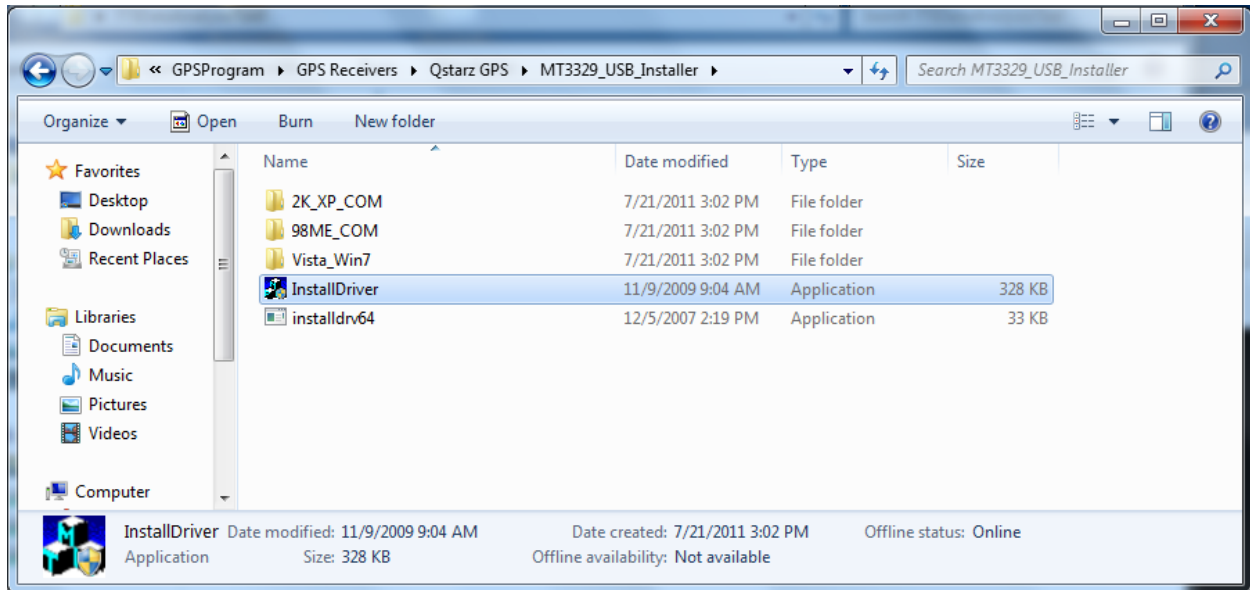 « GPSProgram ▸ GPS Receivers ▸ Qstarz GPS ▸ MT3329_USB_Installer ▸ Search MT3329_USB_Installer
Organize Open Burn New folder
Favorites
Desktop
Downloads
Recent Places
Libraries
Documents
Music
Pictures
Videos
Computer
Name Date modified Type Size
2K_XP_COM 7/21/2011 3:02 PM File folder
98ME_COM 7/21/2011 3:02 PM File folder
Vista_Win7 7/21/2011 3:02 PM File folder
InstallDriver 11/9/2009 9:04 AM Application 328 KB
installdrv64 12/5/2007 2:19 PM Application 33 KB
InstallDriver Date modified: 11/9/2009 9:04 AM Date created: 7/21/2011 3:02 PM Offline status: Online
Application Size: 328 KB Offline availability: Not available